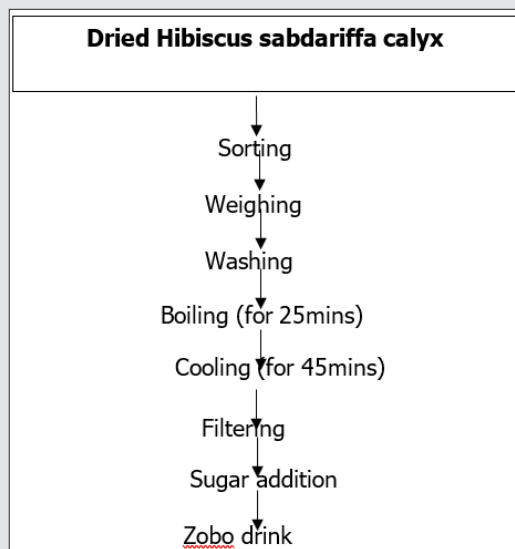 Dried Hibiscus sabdariffa calyx
Sorting
Weighing
Washing
Boiling (for 25mins)
Cooling (for 45mins)
Filtering
Sugar addition
Zobo drink